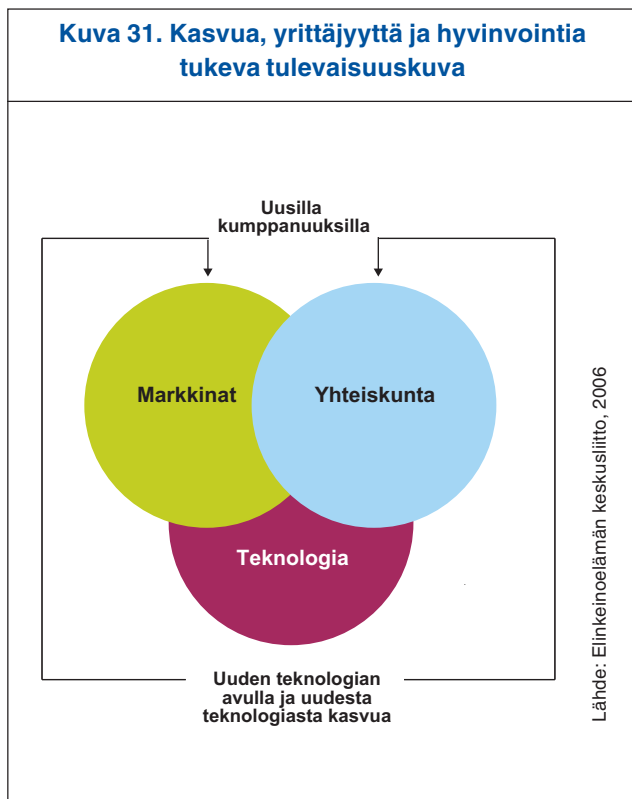 Kuva 31. Kasvua, yrittäjyyttä ja hyvinvointia
tukeva tulevaisuuskuva
Uusilla
kumppanuuksilla
Markkinat
Yhteiskunta
Teknologia
Uuden teknologian
avulla ja uudesta
teknologiasta kasvua
Lähde: Elinkeinoelämän keskusliitto, 2006